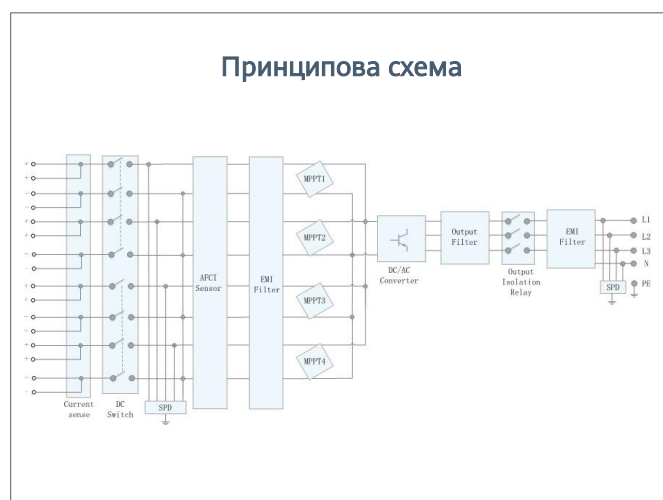 Принципова схема
+
+
-
-
+
+
-
-
+
+
-
-
+
+
-
-
Current
sense
DC
Switch
SPD
AFCI
Sensor
EMI
Filter
MPPT1
MPPT2
MPPT3
MPPT4
DC/AC
Converter
Output
Filter
Output
Isolation
Relay
EMI
Filter
SPD
L1
L2
L3
N
PE